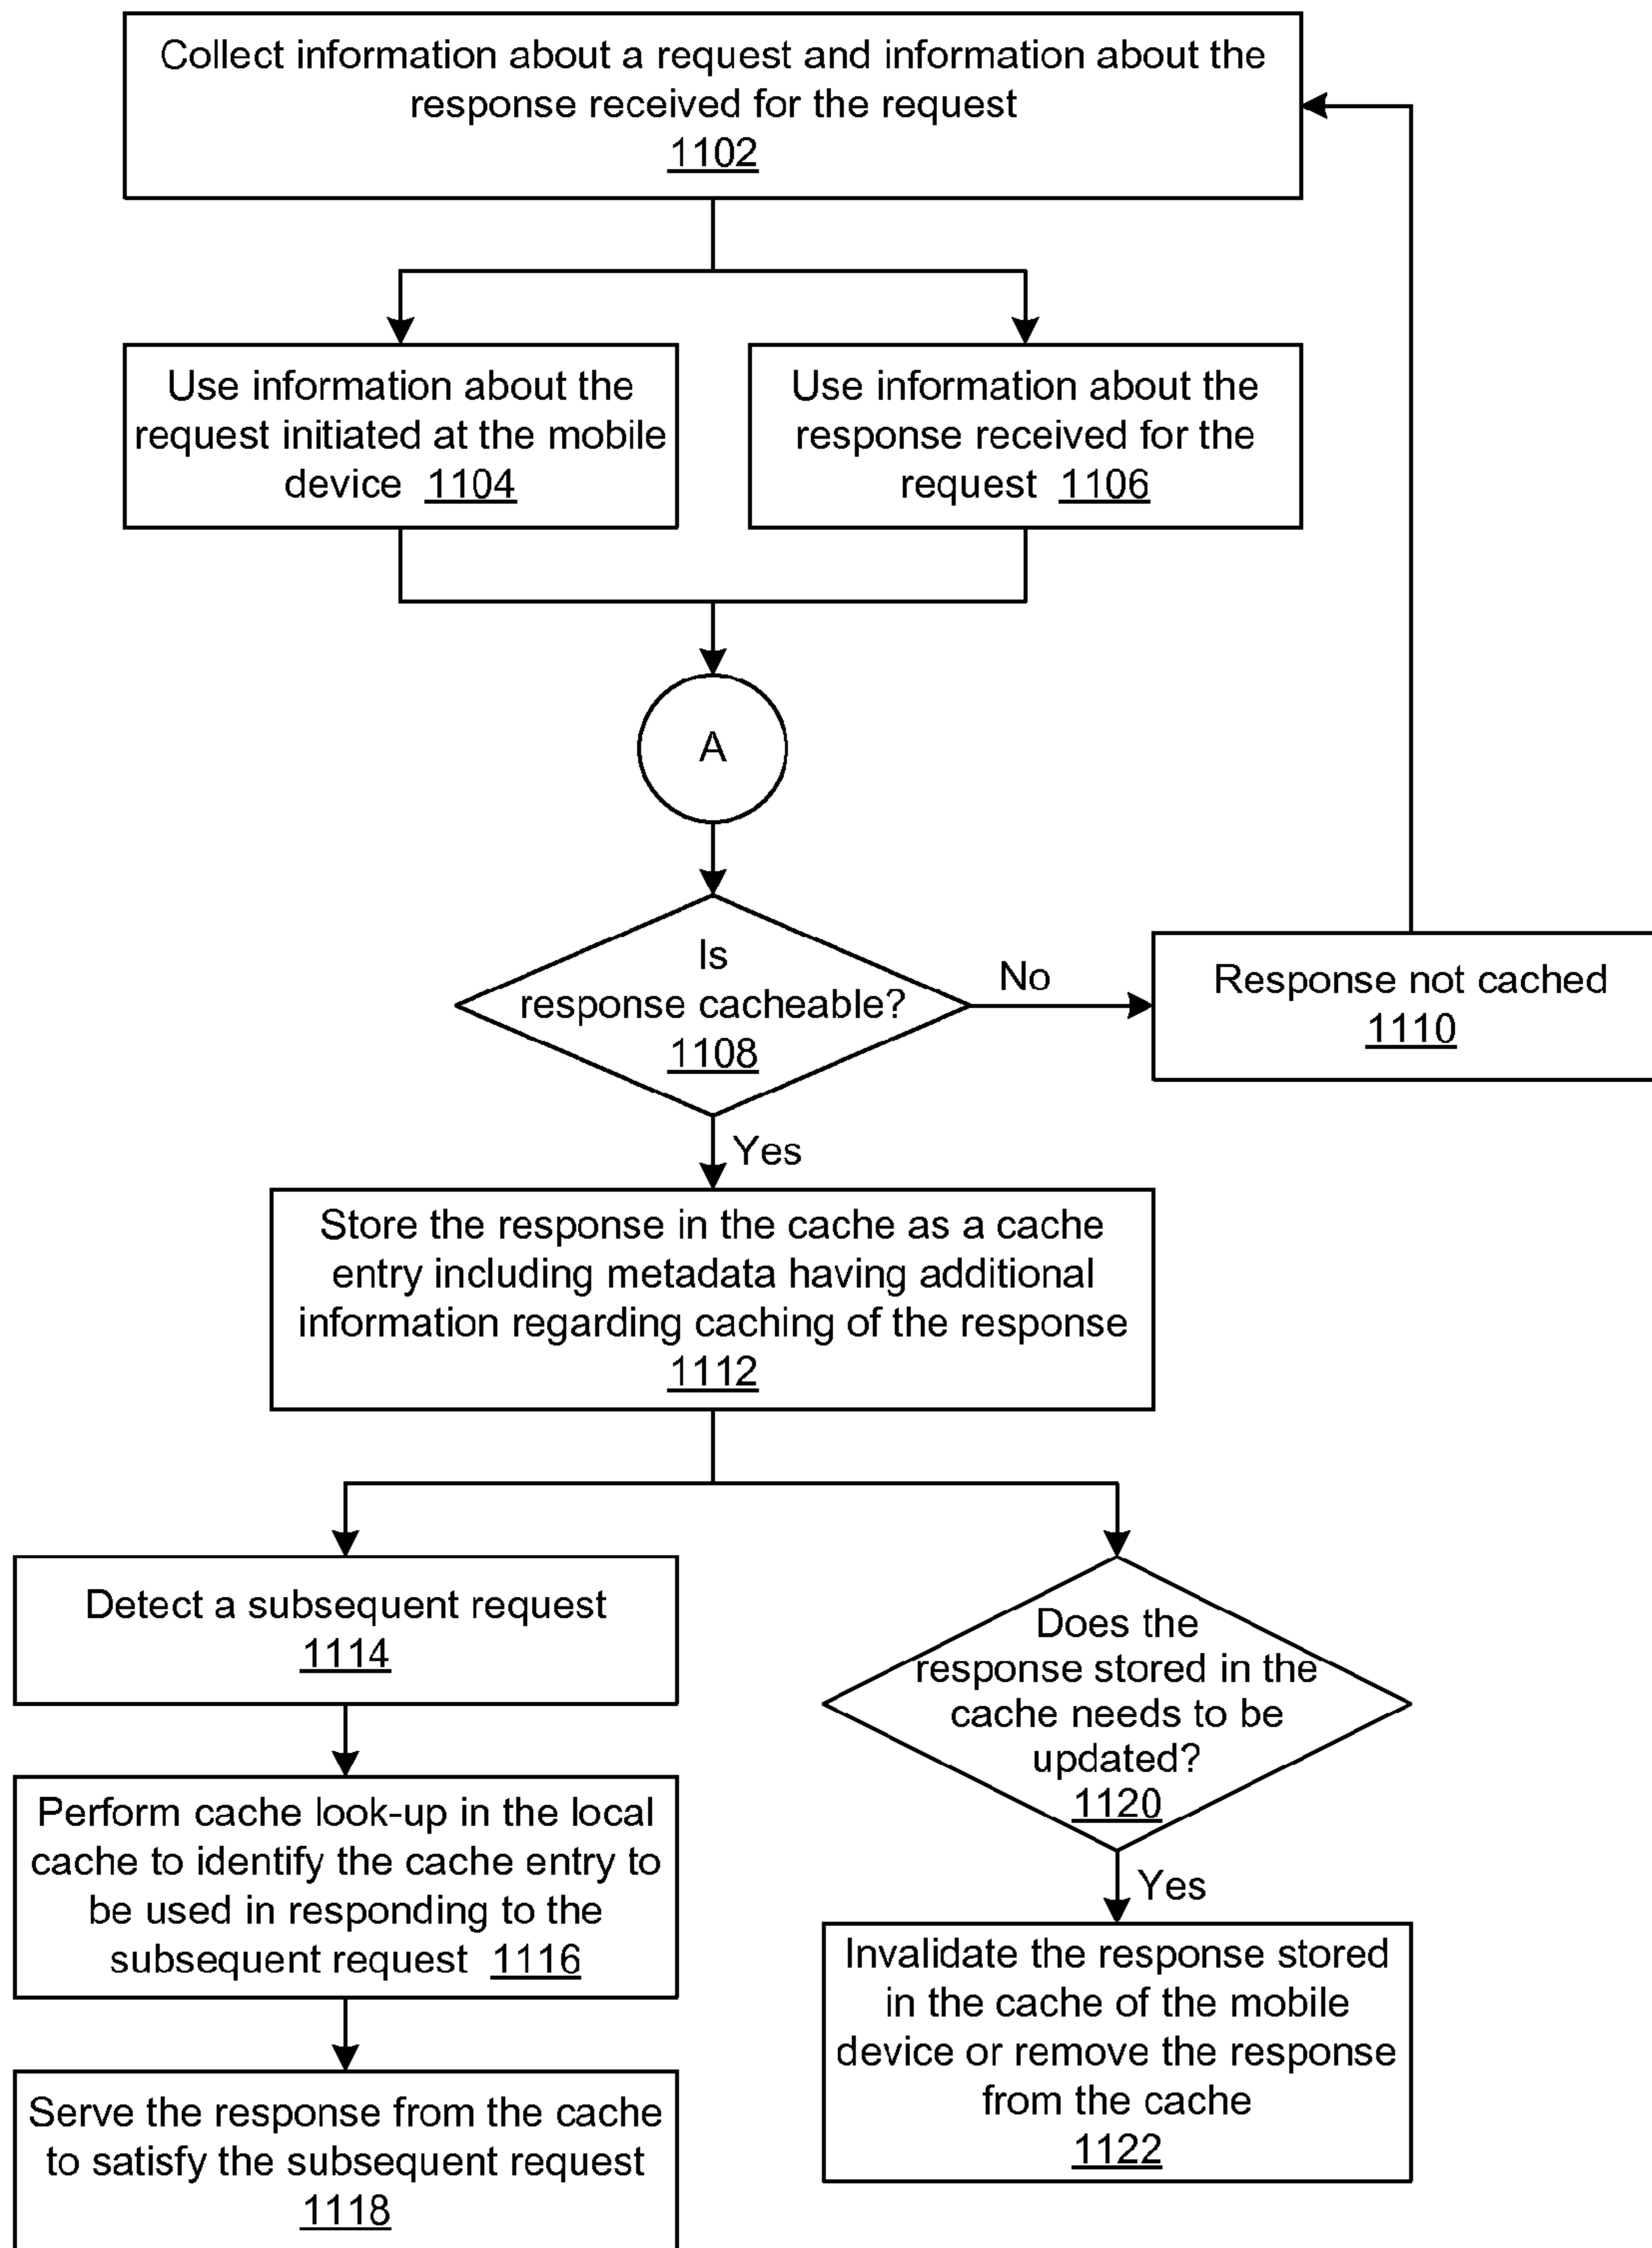 Collect information about a request and information about the
response received for the request
1102
Use information about the
request initiated at the mobile
device 1104
Use information about the
response received for the
request 1106
A
Is
response cacheable?
1108
No
Response not cached
1110
Yes
Store the response in the cache as a cache
entry including metadata having additional
information regarding caching of the response
1112
Detect a subsequent request
1114
Perform cache look-up in the local
cache to identify the cache entry to
be used in responding to the
subsequent request 1116
Serve the response from the cache
to satisfy the subsequent request
1118
Does the
response stored in the
cache needs to be
updated?
1120
Yes
Invalidate the response stored
in the cache of the mobile
device or remove the response
from the cache
1122